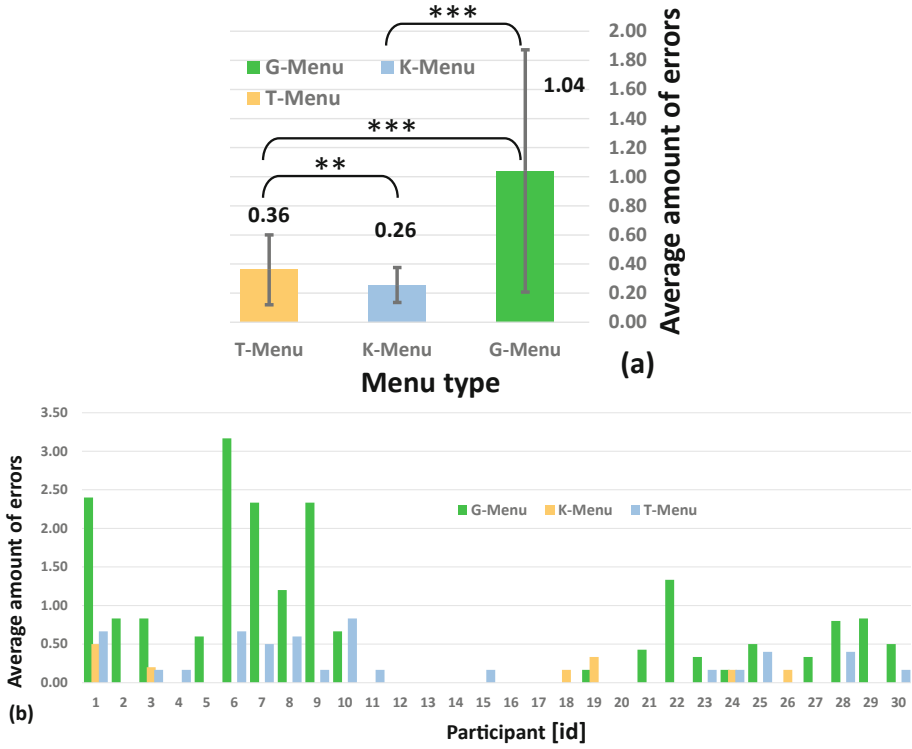 ***
2.00
1.80
1.60
1.40
1.20
1.00
0.80
0.60
0.40
0.20
0.00
Average amount of errors
G-Menu K-Menu
T-Menu
1.04
***
**
0.36
0.26
T-Menu K-Menu G-Menu
Menu type
(a)
3.50
3.00
2.50
2.00
1.50
1.00
0.50
0.00
Average amount of errors
G-Menu K-Menu T-Menu
1 2 3 4 5 6 7 8 9 10 11 12 13 14 15 16 17 18 19 20 21 22 23 24 25 26 27 28 29 30
(b)
Participant [id]